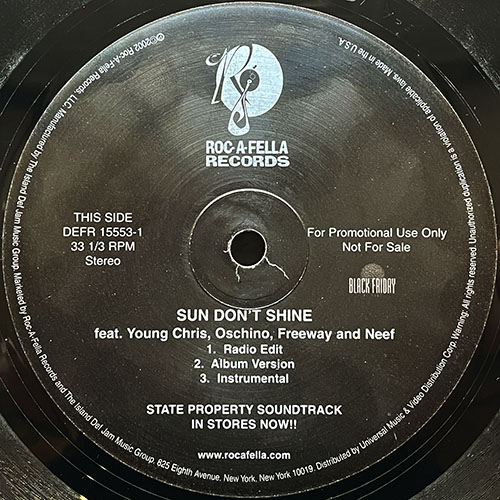 ROC-A-FELLA
RECORDS
THIS SIDE
DEFR 15553-1
33 1/3 RPM
Stereo
For Promotional Use Only
Not For Sale
BLACK FRIDAY
SUN DON'T SHINE
feat. Young Chris, Oschino, Freeway and Neef
1. Radio Edit
2. Album Version
3. Instrumental
STATE PROPERTY SOUNDTRACK
IN STORES NOW!!
www.rocafella.com
℗©2002 Roc-A-Fella Records, LLC. Manufactured by The Island Def Jam Music Group. Marketed by Roc-A-Fella Records and The Island Def Jam Music Group. 825 Eighth Avenue, New York, New York 10019. Distributed by Universal Music & Video Distribution Corp. Warning: All rights reserved. Unauthorized duplication is a violation of applicable laws. Made in the U.S.A.